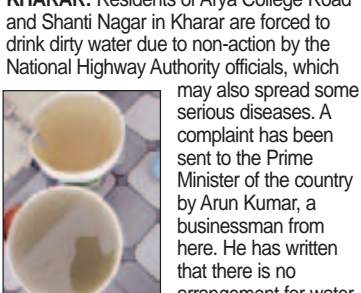 KHARAR: Residents of Arya College Road
and Shanti Nagar in Kharar are forced to
drink dirty water due to non-action by the
National Highway Authority officials, which
may also spread some
serious diseases. A
complaint has been
sent to the Prime
Minister of the country
by Arun Kumar, a
businessman from
here. He has written
that there is no
arrangement for water